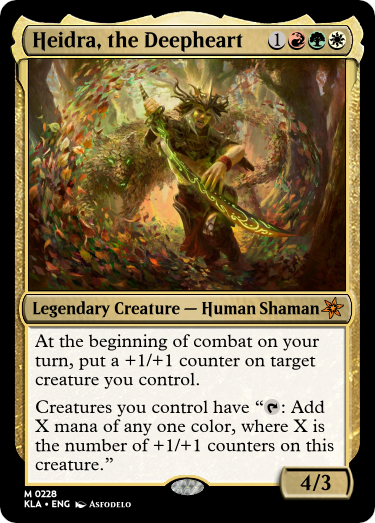 Heidra, the Deepheart 1
Legendary Creature — Human Shaman
At the beginning of combat on your
turn, put a +1/+1 counter on target
creature you control.
Creatures you control have “: Add
X mana of any one color, where X is
the number of +1/+1 counters on this
creature.”
4/3
M 0228
KLA • ENG Asfodelo